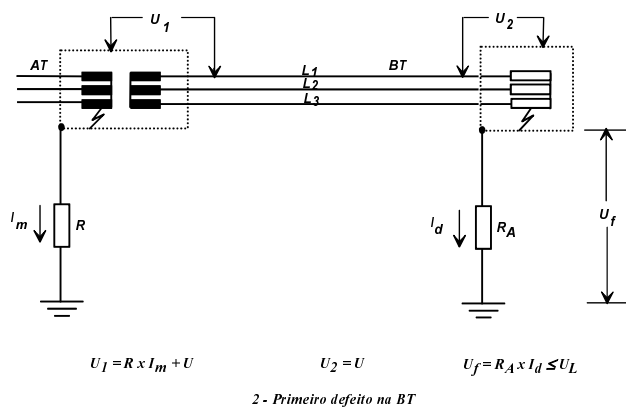 U1 U2
AT L1 BT
L2
L3
Im R Id RA Uf
U1 = R x Im + U U2 = U Uf = RA x Id ≤ UL
2 - Primeiro defeito na BT